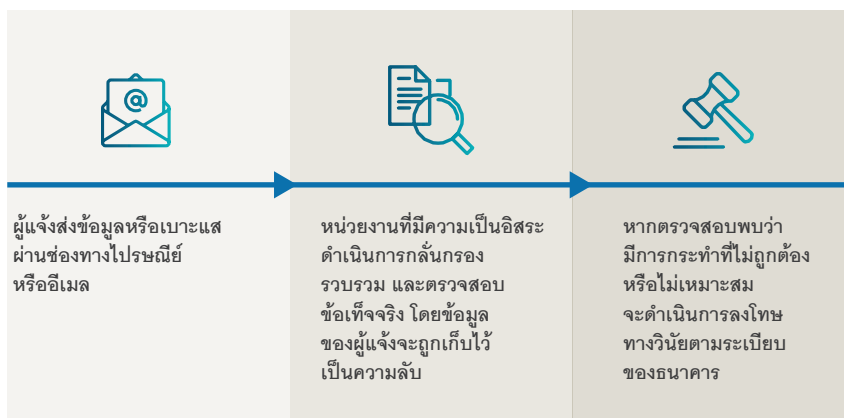 @
ผู้แจ้งส่งข้อมูลหรือเบาะแส
ผ่านช่องทางไปรษณีย์
หรืออีเมล
หน่วยงานที่มีความเป็นอิสระ
ดำเนินการกลั่นกรอง
รวบรวม และตรวจสอบ
ข้อเท็จจริง โดยข้อมูล
ของผู้แจ้งจะถูกเก็บไว้
เป็นความลับ
หากตรวจสอบพบว่า
มีการกระทำที่ไม่ถูกต้อง
หรือไม่เหมาะสม
จะดำเนินการลงโทษ
ทางวินัยตามระเบียบ
ของธนาคาร